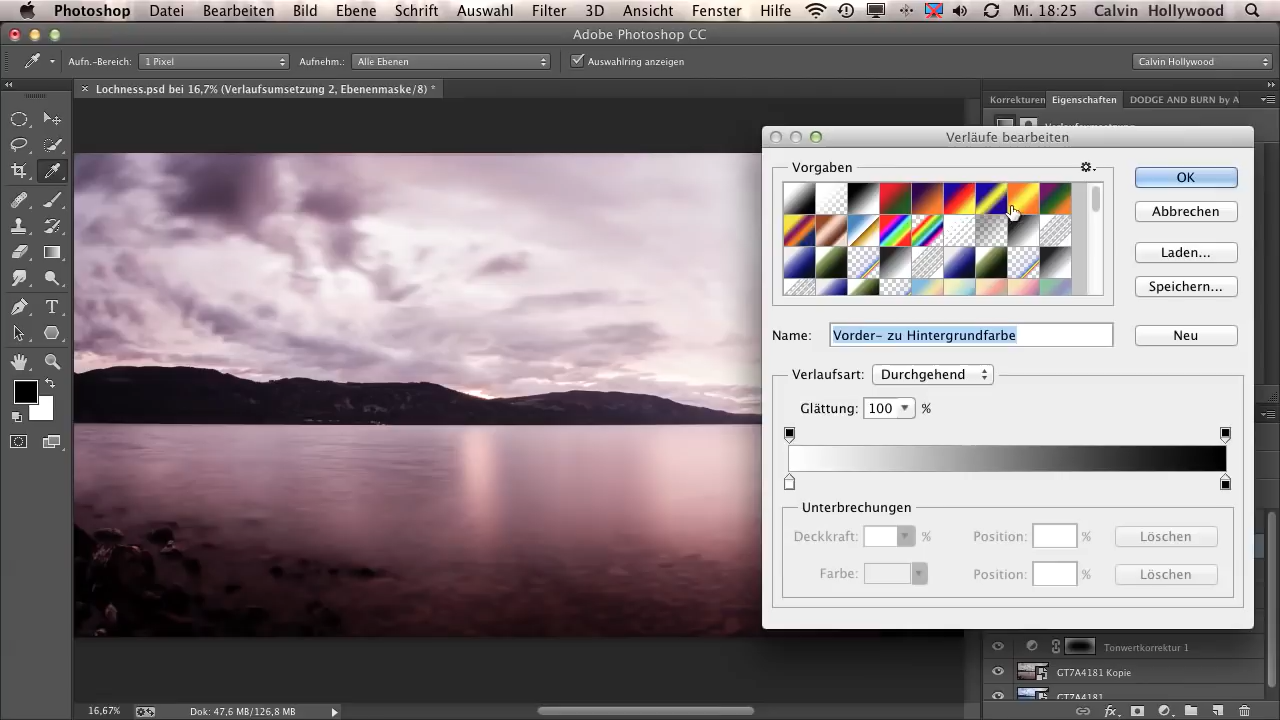 Photoshop Datei Bearbeiten Bild Ebene Schrift Auswahl Filter 3D Ansicht Fenster Hilfe Mi. 18:25 Calvin Hollywood
Adobe Photoshop CC
Aufn.-Bereich: 1 Pixel Aufnehm.: Alle Ebenen Auswahlring anzeigen Calvin Hollywood
Lochness.psd bei 16,7% (Verlaufsumsetzung 2, Ebenenmaske/8) *
Korrekturen Eigenschaften DODGE AND BURN by A
Verläufe bearbeiten
Vorgaben
OK
Abbrechen
Laden...
Speichern...
Name: Vorder- zu Hintergrundfarbe
Neu
Verlaufsart: Durchgehend
Glättung: 100 %
Unterbrechungen
Deckkraft: % Position: % Löschen
Farbe: Position: % Löschen
Tonwertkorrektur 1
GT7A4181 Kopie
GT7A4181
16,67% Dok: 47,6 MB/126,8 MB